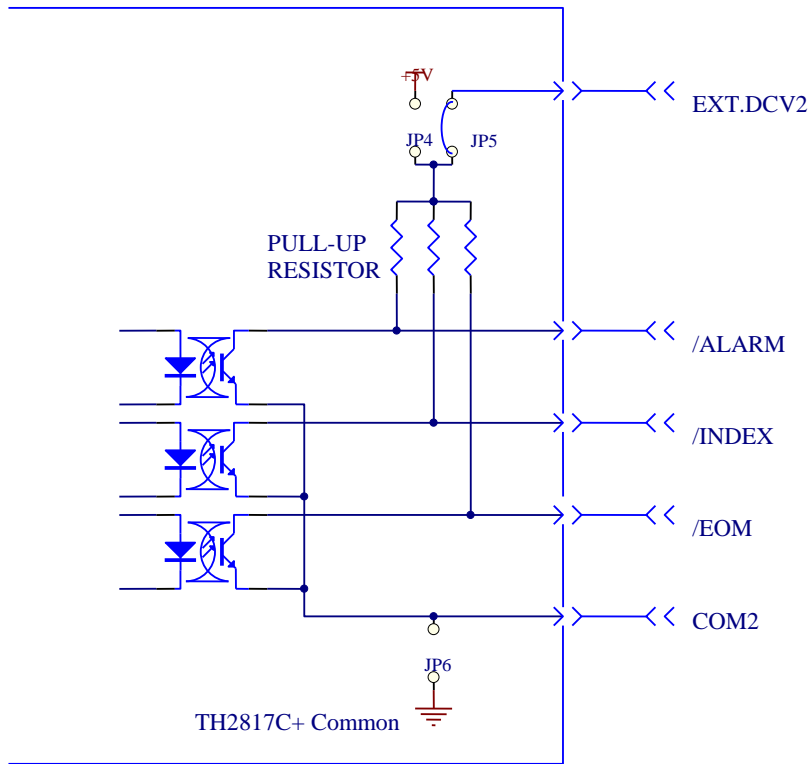 +5V
EXT.DCV2
JP4
JP5
PULL-UP
RESISTOR
/ALARM
/INDEX
/EOM
COM2
JP6
TH2817C+ Common